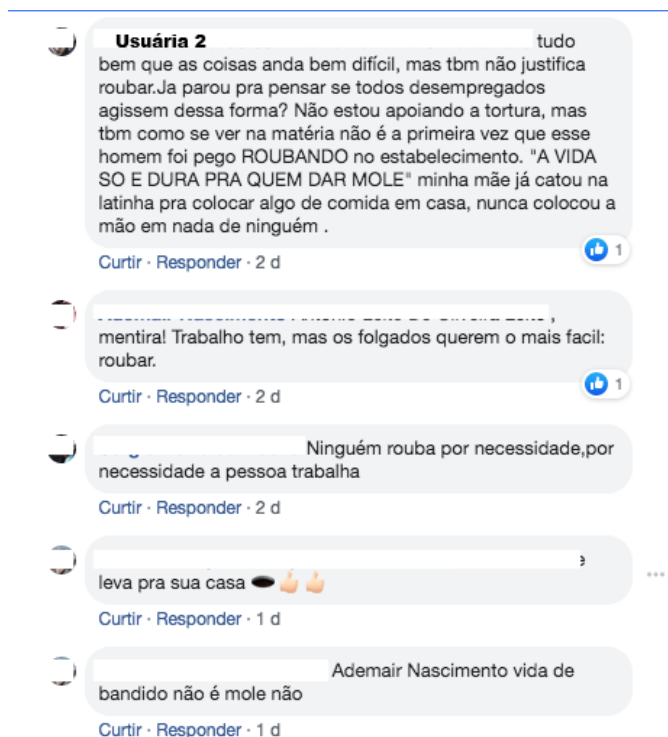 Usuária 2 tudo
bem que as coisas anda bem difícil, mas tbm não justifica
roubar.Ja parou pra pensar se todos desempregados
agissem dessa forma? Não estou apoiando a tortura, mas
tbm como se ver na matéria não é a primeira vez que esse
homem foi pego ROUBANDO no estabelecimento. "A VIDA
SO E DURA PRA QUEM DAR MOLE" minha mãe já catou na
latinha pra colocar algo de comida em casa, nunca colocou a
mão em nada de ninguém .
1
Curtir · Responder · 2 d
mentira! Trabalho tem, mas os folgados querem o mais facil:
roubar.
1
Curtir · Responder · 2 d
Ninguém rouba por necessidade,por
necessidade a pessoa trabalha
Curtir · Responder · 2 d
leva pra sua casa
Curtir · Responder · 1 d
Ademair Nascimento vida de
bandido não é mole não
Curtir · Responder · 1 d